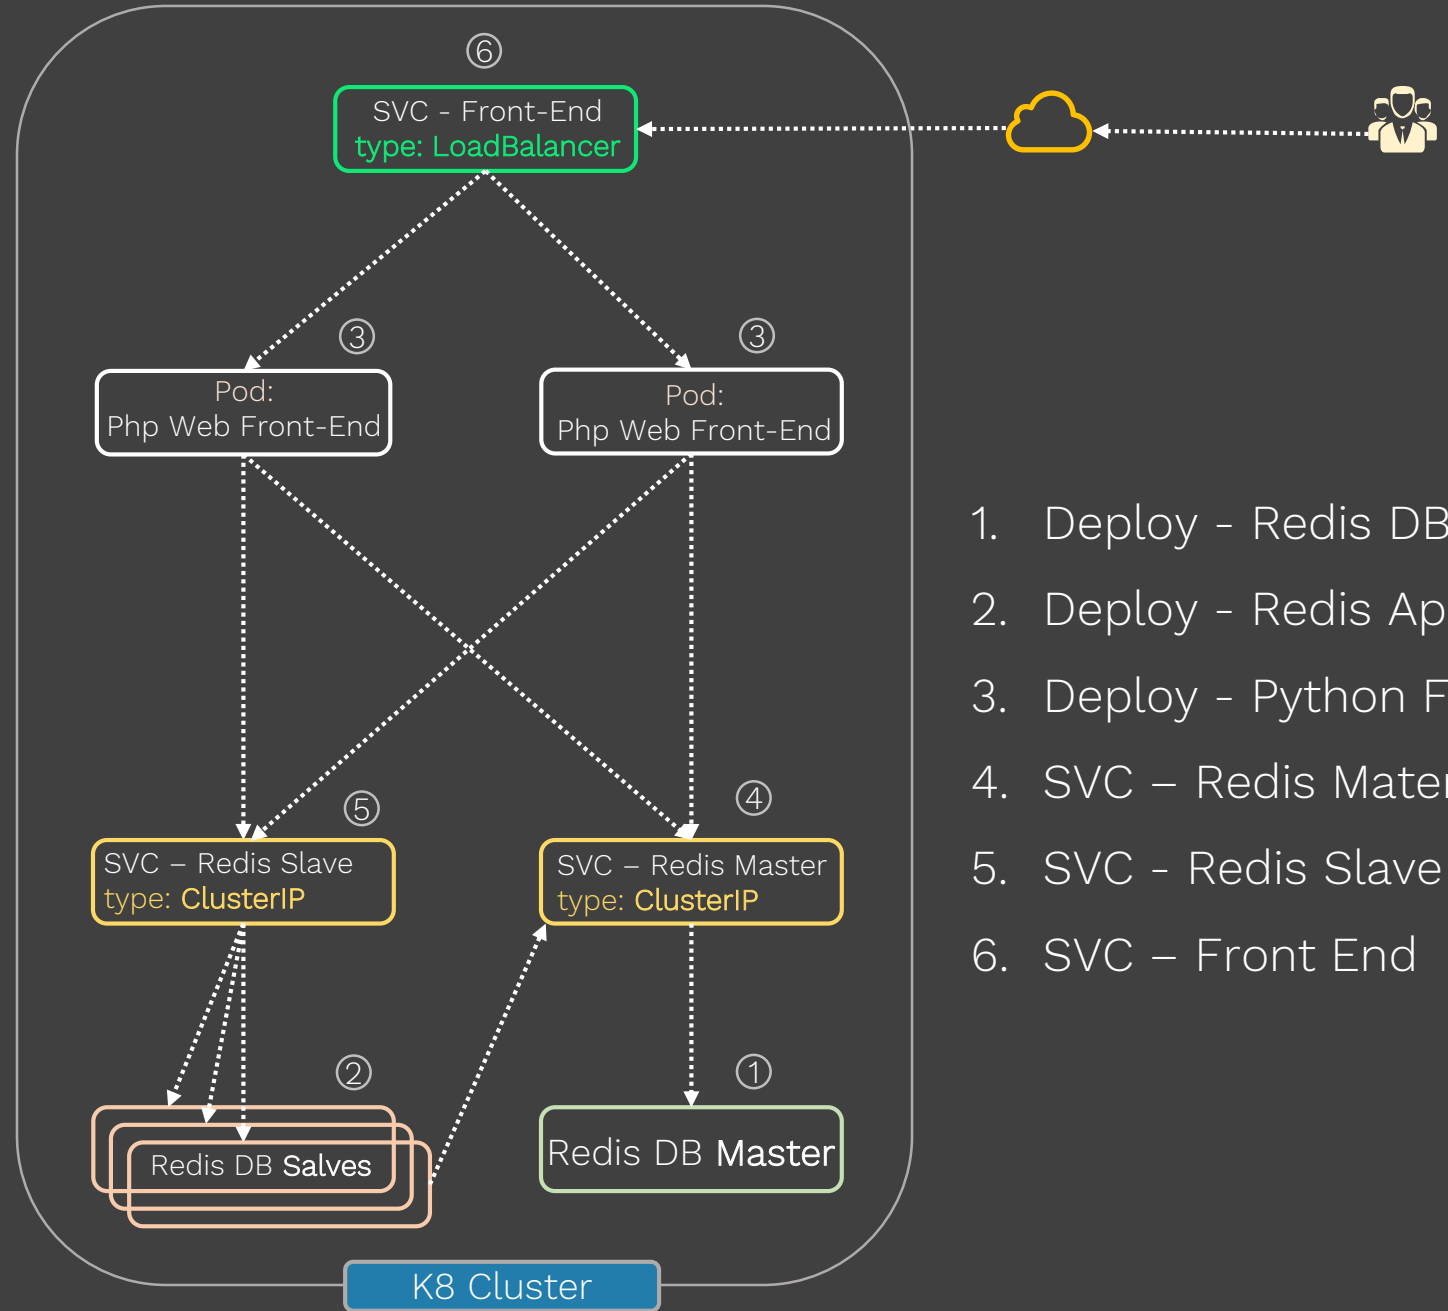 6
SVC - Front-End
type: LoadBalancer
3
3
Pod:
Php Web Front-End
Pod:
Php Web Front-End
5
4
SVC – Redis Slave
type: ClusterIP
SVC – Redis Master
type: ClusterIP
2
1
Redis DB Salves
Redis DB Master
K8 Cluster
1. Deploy - Redis DB
2. Deploy - Redis Ap
3. Deploy - Python F
4. SVC – Redis Mater
5. SVC - Redis Slave
6. SVC – Front End